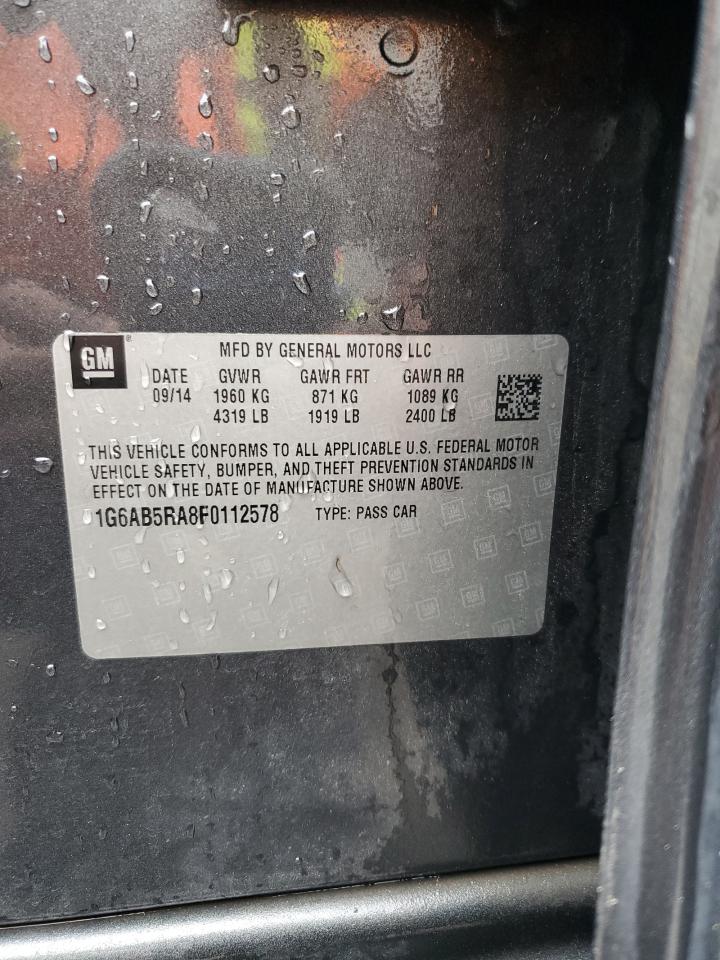 GM
MFD BY GENERAL MOTORS LLC
DATE GVWR GAWR FRT GAWR RR
09/14 1960 KG 871 KG 1089 KG
4319 LB 1919 LB 2400 LB
THIS VEHICLE CONFORMS TO ALL APPLICABLE U.S. FEDERAL MOTOR
VEHICLE SAFETY, BUMPER, AND THEFT PREVENTION STANDARDS IN
EFFECT ON THE DATE OF MANUFACTURE SHOWN ABOVE.
1G6AB5RA8F0112578 TYPE: PASS CAR